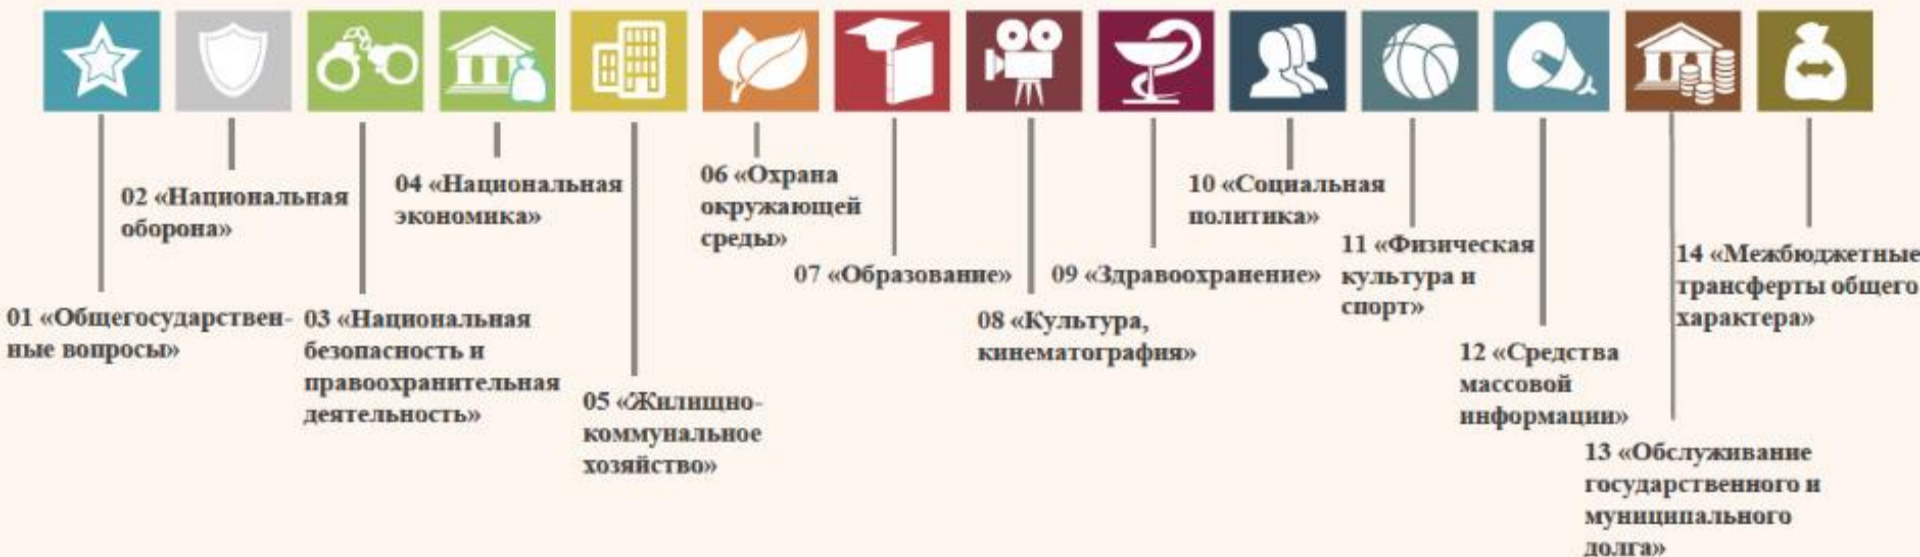 01 «Общегосударствен-
ные вопросы»
02 «Национальная
оборона»
03 «Национальная
безопасность и
правоохранительная
деятельность»
04 «Национальная
экономика»
05 «Жилищно-
коммунальное
хозяйство»
06 «Охрана
окружающей
среды»
07 «Образование»
08 «Культура,
кинематография»
09 «Здравоохранение»
10 «Социальная
политика»
11 «Физическая
культура и
спорт»
12 «Средства
массовой
информации»
13 «Обслуживание
государственного и
муниципального
долга»
14 «Межбюджетные
трансферты общего
характера»